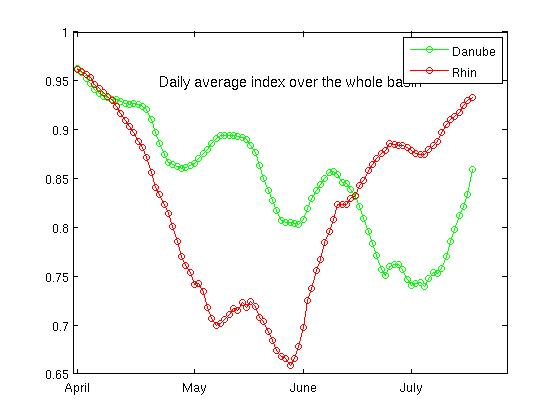 1
Danube
Rhin
Daily average index over the whole basin
0.95
0.9
0.85
0.8
0.75
0.7
0.65
April
May
June
July